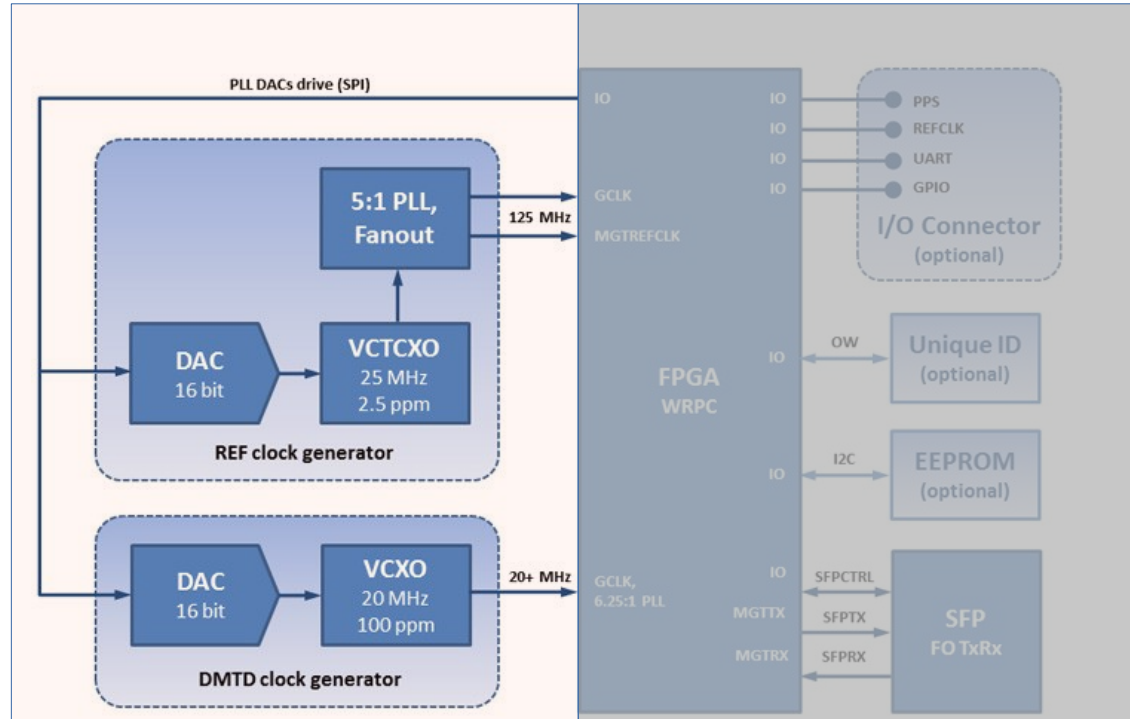 PLL DACs drive (SPI)
5:1 PLL,
Fanout
125 MHz
DAC
16 bit
VCTCXO
25 MHz
2.5 ppm
REF clock generator
DAC
16 bit
VCXO
20 MHz
100 ppm
20+ MHz
DMTD clock generator
IO
GCLK
MGTREFCLK
FPGA
WRPC
GCLK,
6.25:1 PLL
IO
IO
IO
IO
IO
IO
IO
MGTTX
MGTRX
PPS
REFCLK
UART
GPIO
I/O Connector
(optional)
OW
Unique ID
(optional)
I2C
EEPROM
(optional)
SFPCTRL
SFPTX
SFPRX
SFP
FO TxRx